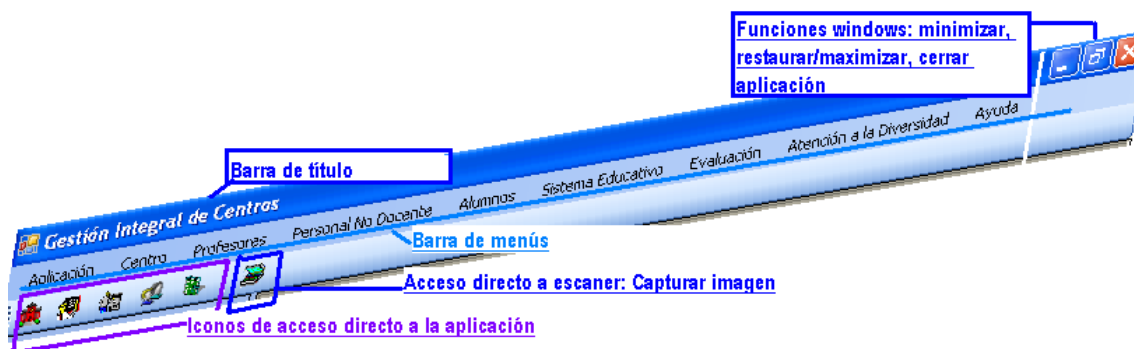 Funciones windows: minimizar,
restaurar/maximizar, cerrar
aplicación
Barra de título
Gestión Integral de Centros
Aplicación Centro Profesores Personal No Docente Alumnos Sistema Educativo Evaluación Atención a la Diversidad Ayuda
Barra de menús
Acceso directo a escaner: Capturar imagen
Iconos de acceso directo a la aplicación